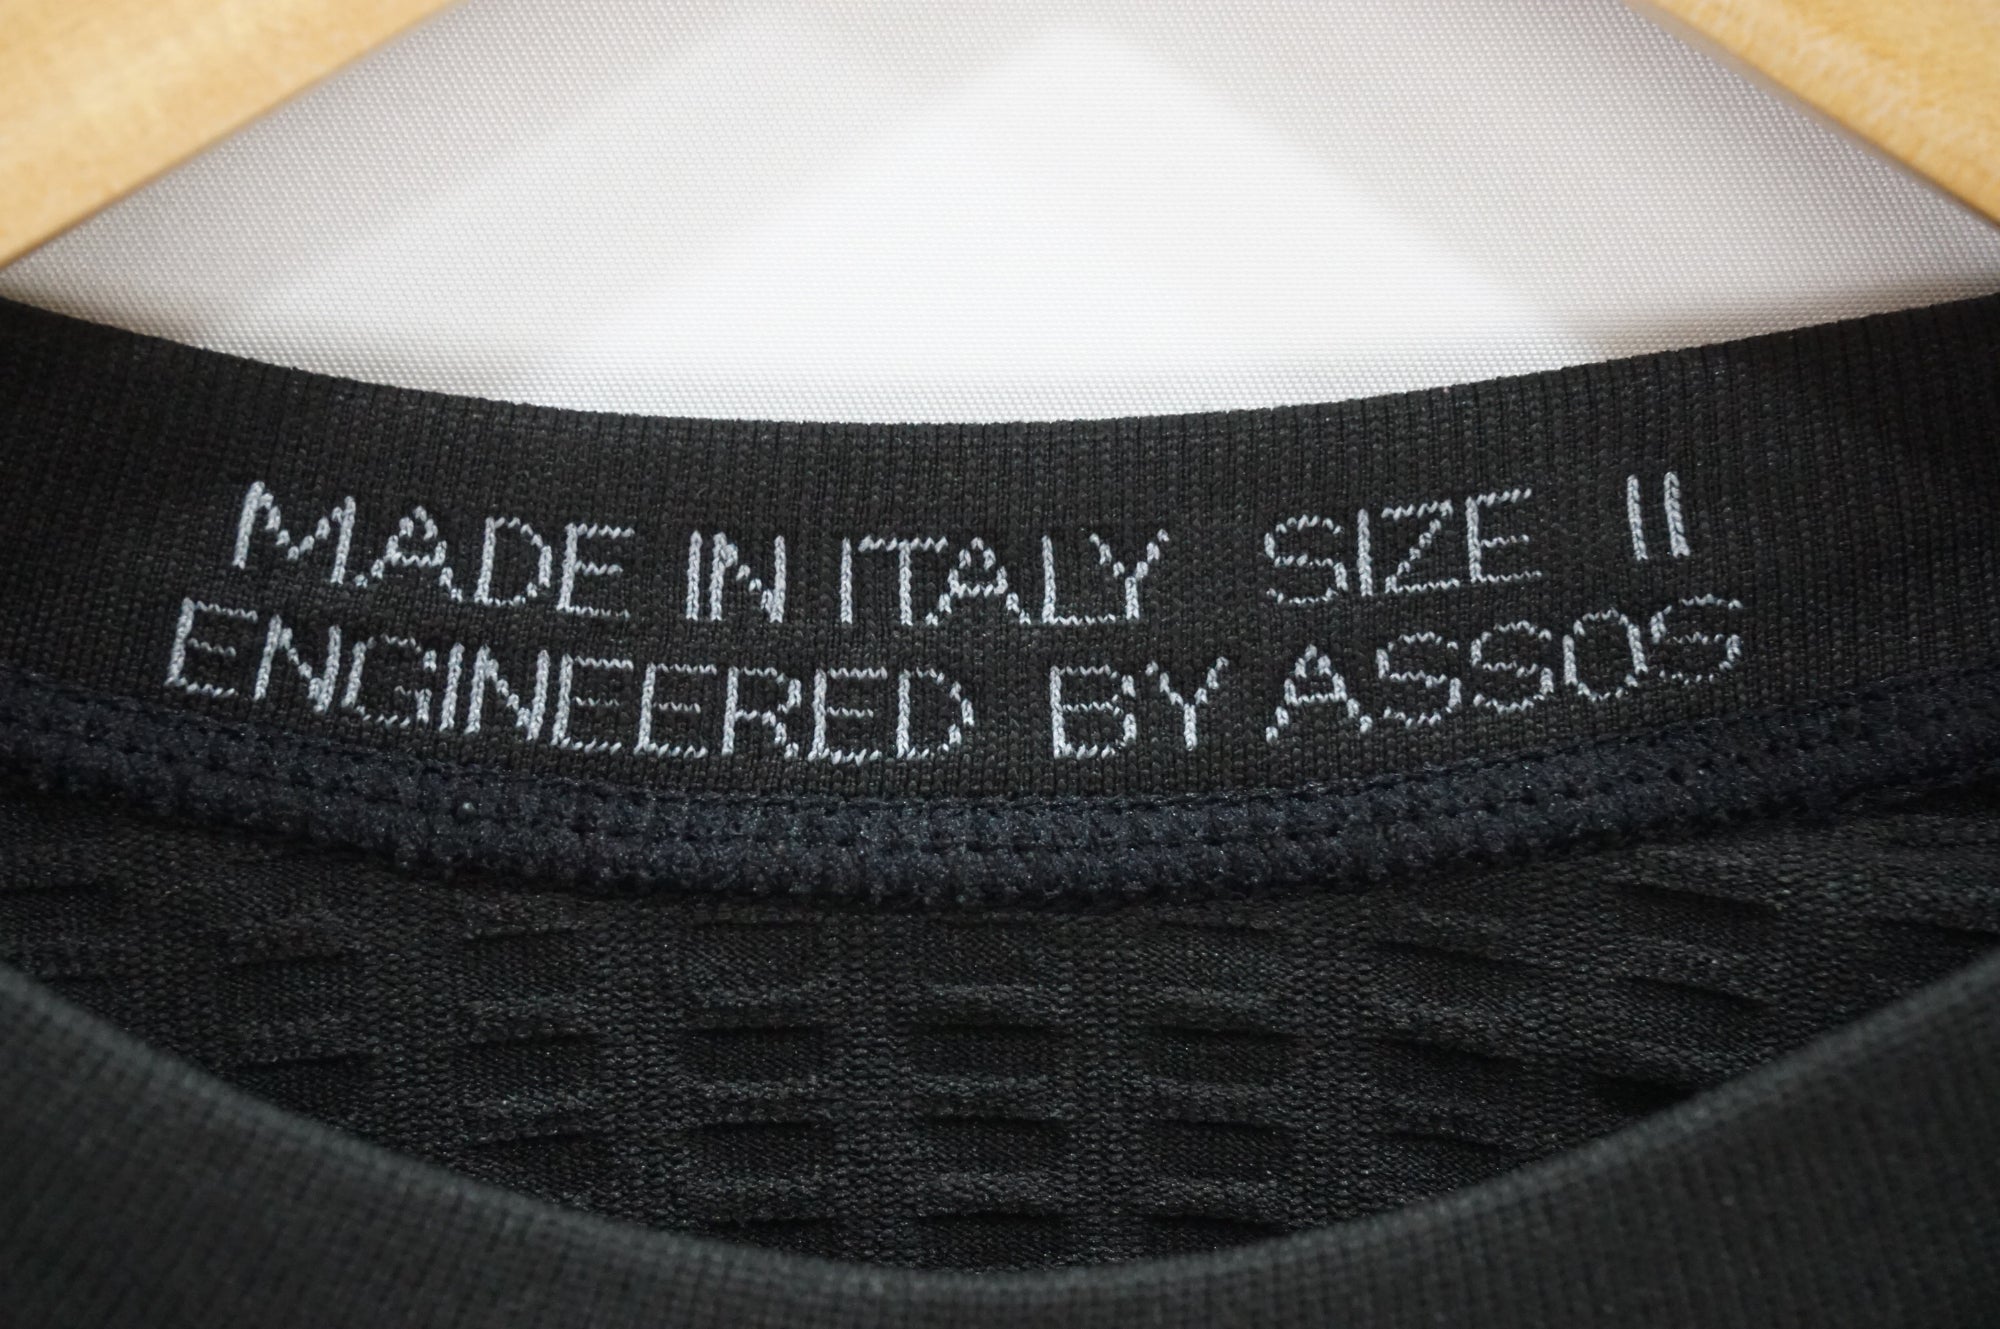 MADE IN ITALY SIZE II
ENGINEERED BY ASSOS